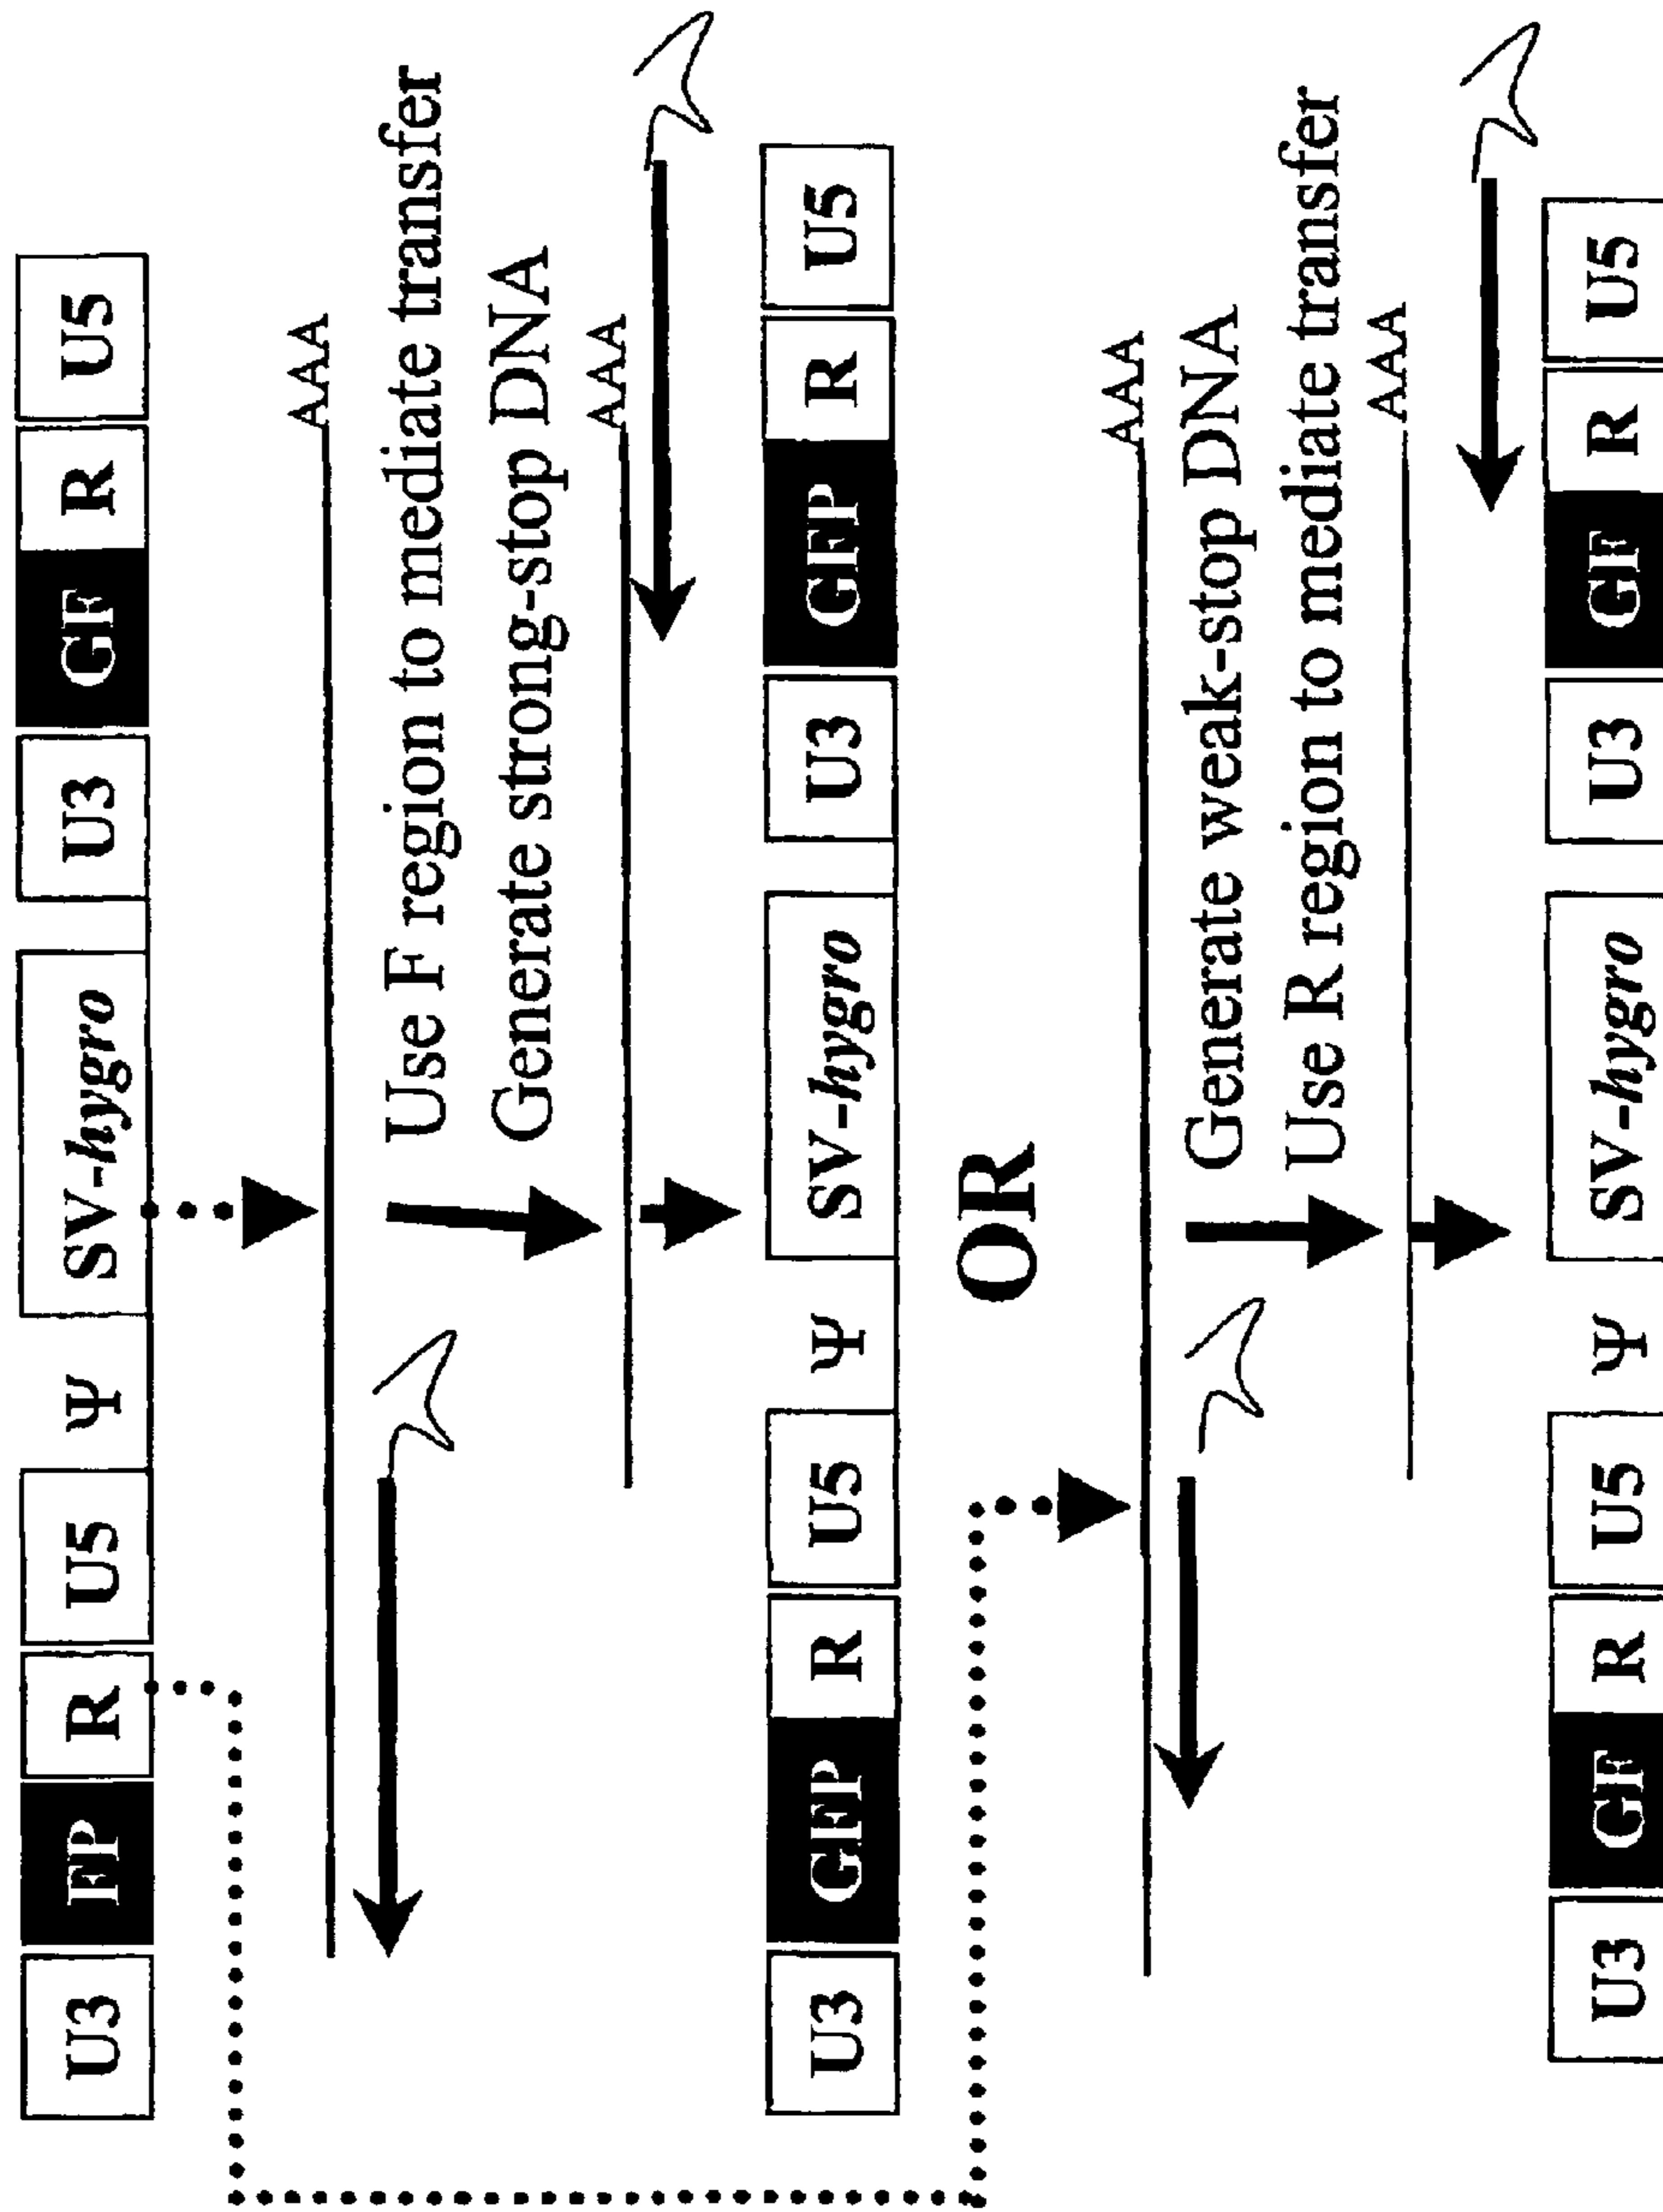 U3 FP R U5 Ψ SV-hygro U3 GF R U5
AAA
Use F region to mediate transfer
Generate strong-stop DNA
AAA
U3 GFP R U5 Ψ SV-hygro U3 GFP R U5
OR
AAA
Generate weak-stop DNA
Use R region to mediate transfer
AAA
U3 GF R U5 Ψ SV-hygro U3 GF R U5